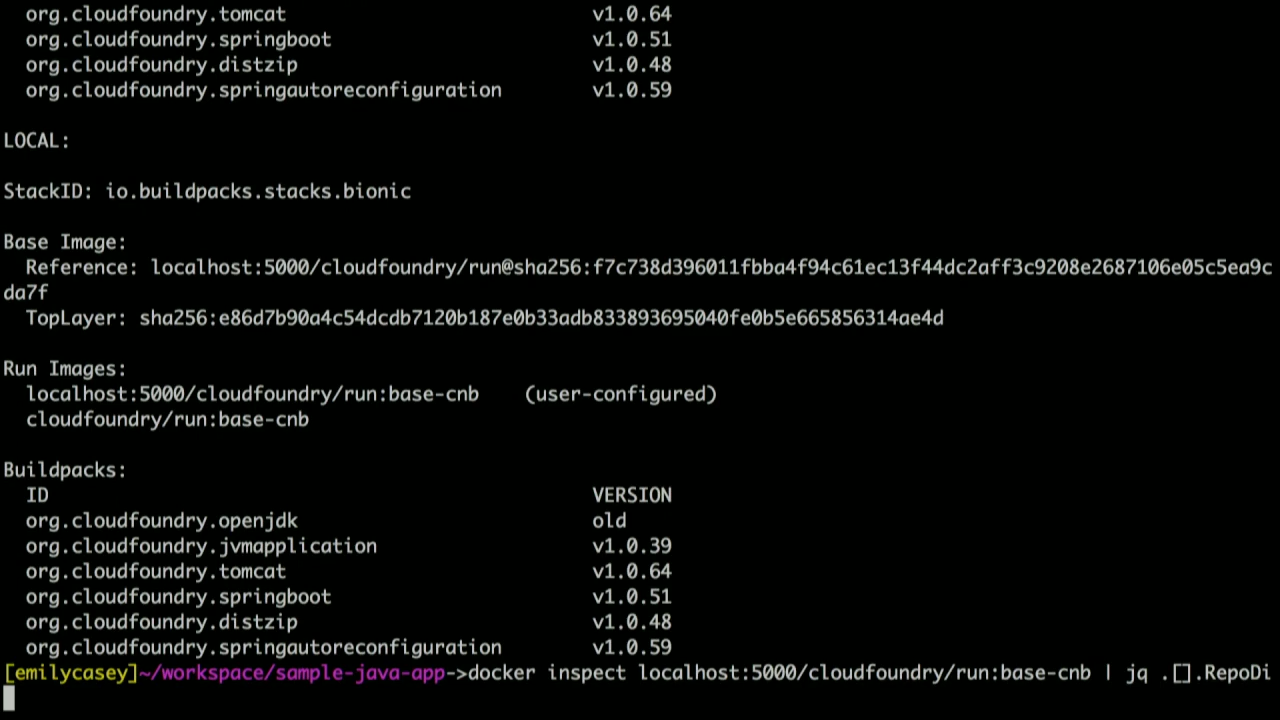 org.cloudfoundry.tomcat v1.0.64
org.cloudfoundry.springboot v1.0.51
org.cloudfoundry.distzip v1.0.48
org.cloudfoundry.springautoreconfiguration v1.0.59
LOCAL:
StackID: io.buildpacks.stacks.bionic
Base Image:
Reference: localhost:5000/cloudfoundry/run@sha256:f7c738d396011fbba4f94c61ec13f44dc2aff3c9208e2687106e05c5ea9c
da7f
TopLayer: sha256:e86d7b90a4c54dcdb7120b187e0b33adb833893695040fe0b5e665856314ae4d
Run Images:
localhost:5000/cloudfoundry/run:base-cnb (user-configured)
cloudfoundry/run:base-cnb
Buildpacks:
ID VERSION
org.cloudfoundry.openjdk old
org.cloudfoundry.jvmapplication v1.0.39
org.cloudfoundry.tomcat v1.0.64
org.cloudfoundry.springboot v1.0.51
org.cloudfoundry.distzip v1.0.48
org.cloudfoundry.springautoreconfiguration v1.0.59
[emilycasey]~/workspace/sample-java-app->docker inspect localhost:5000/cloudfoundry/run:base-cnb | jq .[].RepoDi